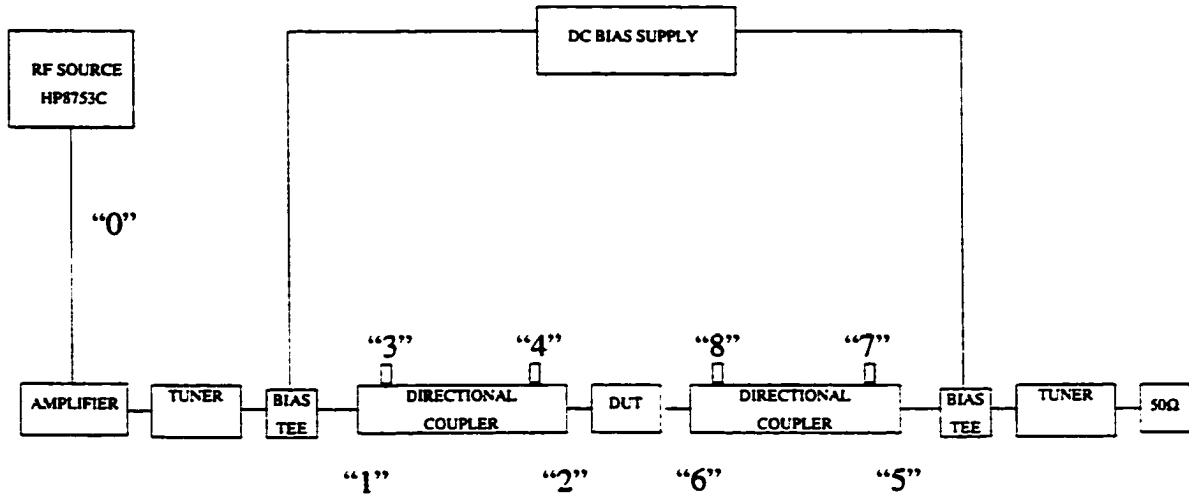 DC BIAS SUPPLY
RF SOURCE
HP8753C
“0”
“3”
“4”
“8”
“7”
AMPLIFIER
TUNER
BIAS
TEE
DIRECTIONAL
COUPLER
DUT
DIRECTIONAL
COUPLER
BIAS
TEE
TUNER
50Ω
“1”
“2”
“6”
“5”